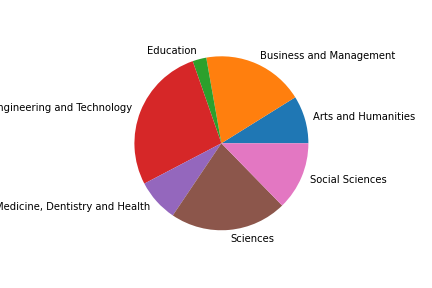 Education
Business and Management
ngineering and Technology
Arts and Humanities
Social Sciences
Medicine, Dentistry and Health
Sciences